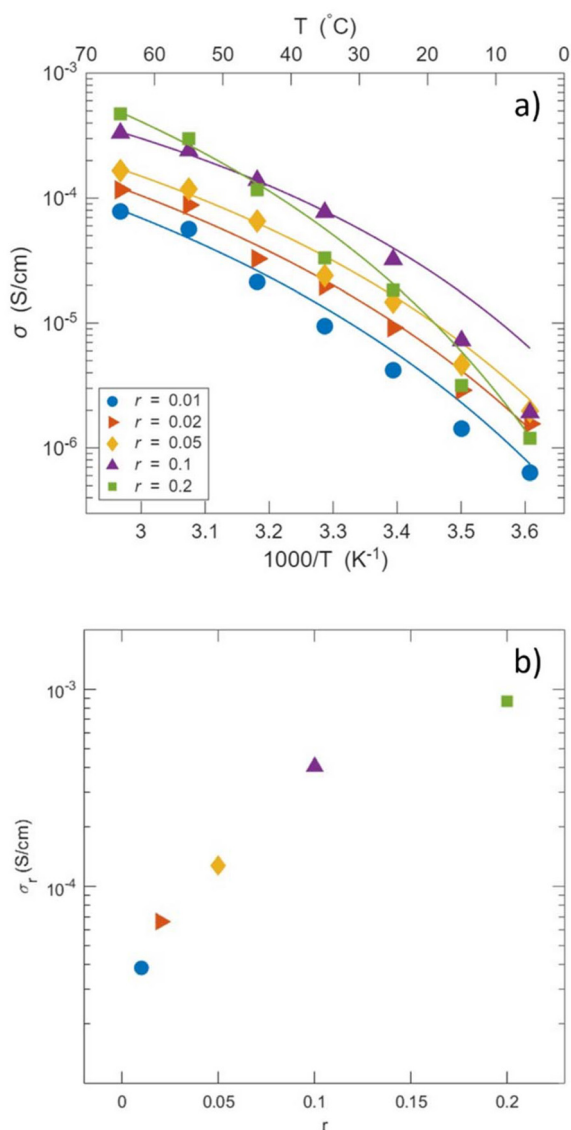 T (°C)
70 60 50 40 30 20 10 0
a)
10⁻³
10⁻⁴
10⁻⁵
10⁻⁶
σ (S/cm)
r = 0.01
r = 0.02
r = 0.05
r = 0.1
r = 0.2
3 3.1 3.2 3.3 3.4 3.5 3.6
1000/T (K⁻¹)
b)
10⁻³
10⁻⁴
σᵣ (S/cm)
0 0.05 0.1 0.15 0.2
r